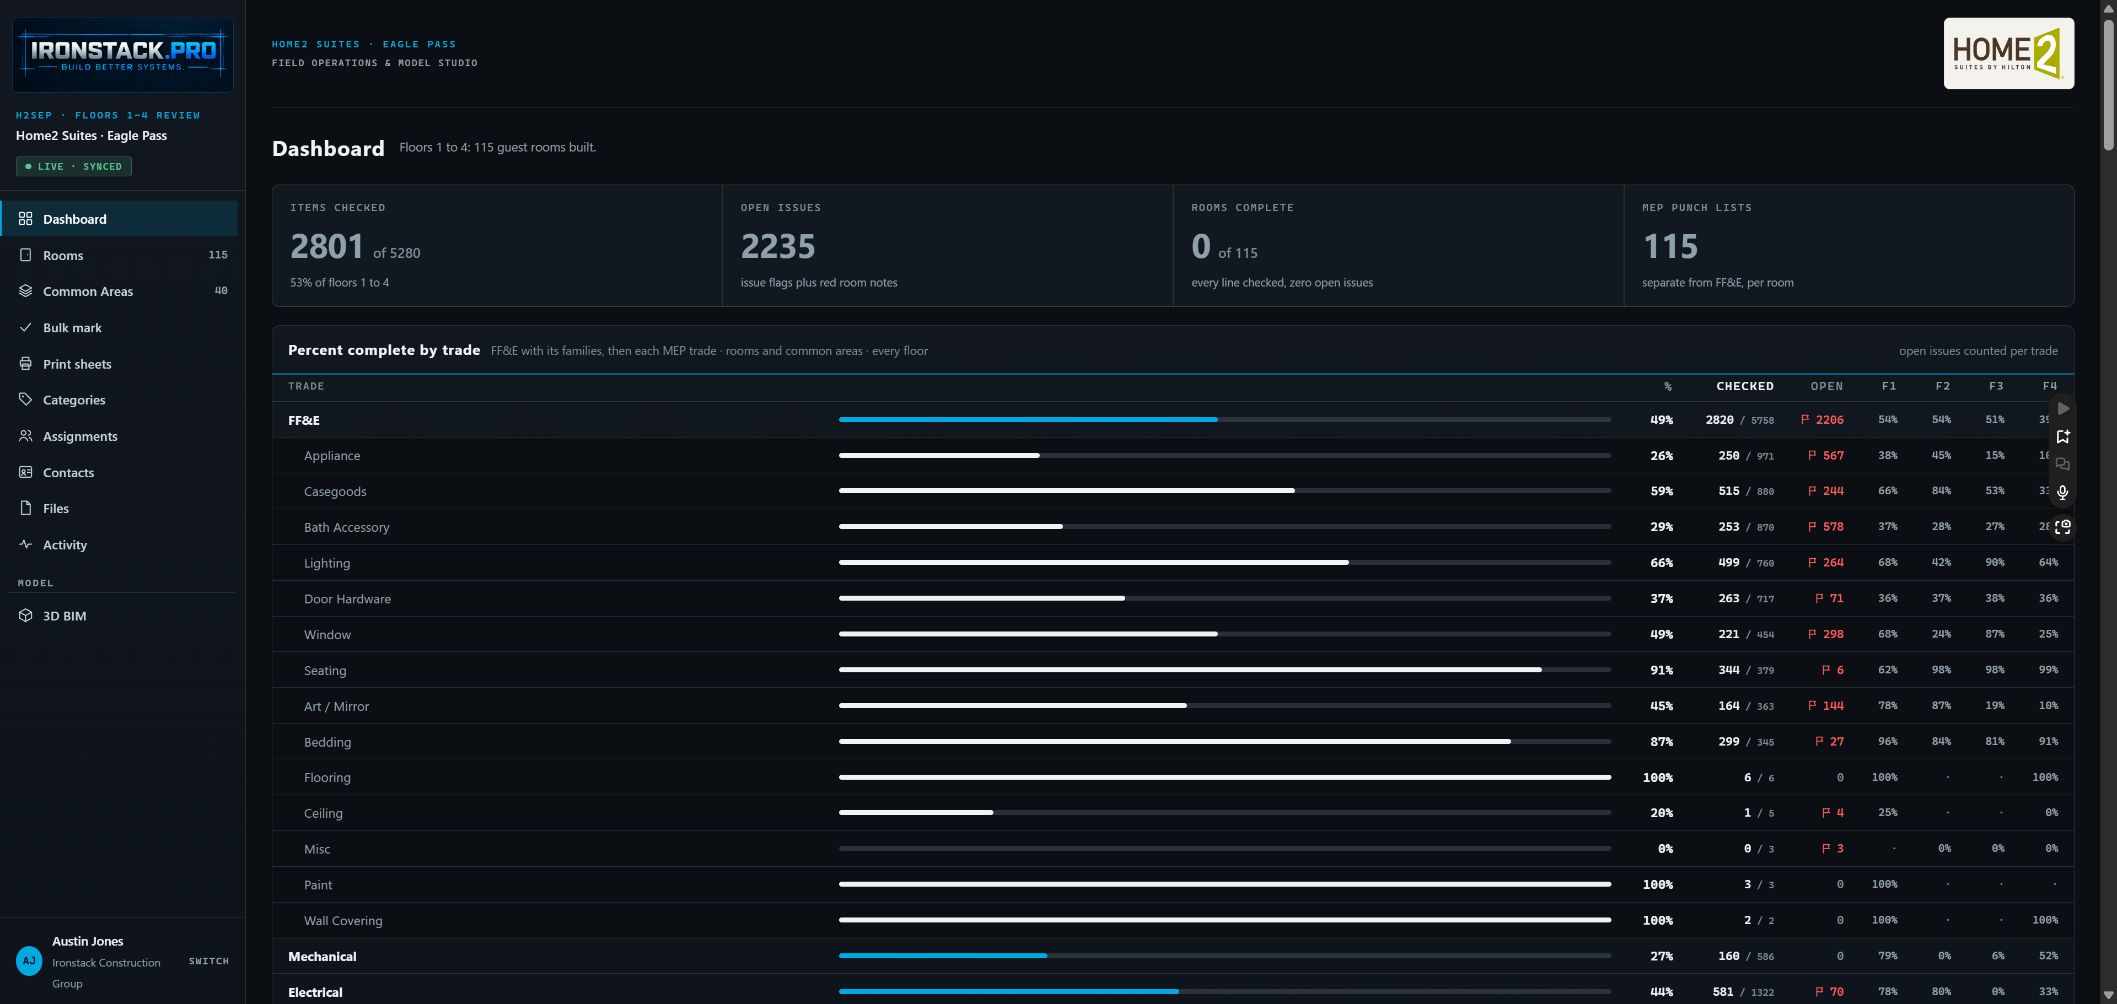 IRONSTACK.PRO
BUILD BETTER SYSTEMS.
H2SEP · FLOORS 1–4 REVIEW
Home2 Suites · Eagle Pass
LIVE · SYNCED
Dashboard
Rooms 115
Common Areas 40
Bulk mark
Print sheets
Categories
Assignments
Contacts
Files
Activity
MODEL
3D BIM
AJ
Austin Jones
Ironstack Construction
Group
SWITCH
HOME2 SUITES · EAGLE PASS
FIELD OPERATIONS & MODEL STUDIO
HOME2
SUITES BY HILTON
Dashboard Floors 1 to 4: 115 guest rooms built.
ITEMS CHECKED
2801 of 5280
53% of floors 1 to 4
OPEN ISSUES
2235
issue flags plus red room notes
ROOMS COMPLETE
0 of 115
every line checked, zero open issues
MEP PUNCH LISTS
115
separate from FF&E, per room
Percent complete by trade FF&E with its families, then each MEP trade · rooms and common areas · every floor open issues counted per trade
TRADE % CHECKED OPEN F1 F2 F3 F4
FF&E 49% 2820 / 5758 2206 54% 54% 51%
Appliance 26% 250 / 971 567 38% 45% 15%
Casegoods 59% 515 / 880 244 66% 84% 53%
Bath Accessory 29% 253 / 870 578 37% 28% 27%
Lighting 66% 499 / 760 264 68% 42% 90% 64%
Door Hardware 37% 263 / 717 71 36% 37% 38% 36%
Window 49% 221 / 454 298 68% 24% 87% 25%
Seating 91% 344 / 379 6 62% 98% 98% 99%
Art / Mirror 45% 164 / 363 144 78% 87% 19% 10%
Bedding 87% 299 / 345 27 96% 84% 81% 91%
Flooring 100% 6 / 6 0 100% · · 100%
Ceiling 20% 1 / 5 4 25% · · 0%
Misc 0% 0 / 3 3 · 0% 0% 0%
Paint 100% 3 / 3 0 100% · · ·
Wall Covering 100% 2 / 2 0 100% · · 100%
Mechanical 27% 160 / 586 0 79% 0% 6% 52%
Electrical 44% 581 / 1322 70 78% 80% 0% 33%